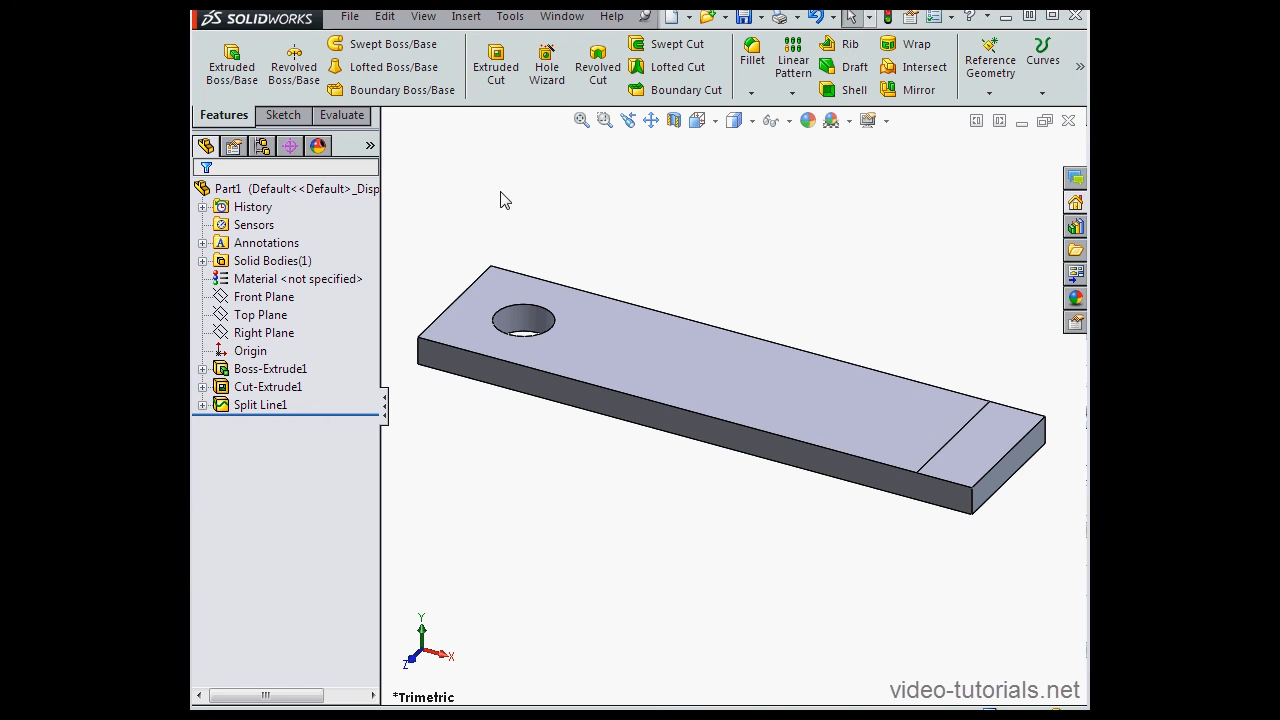 SOLIDWORKS File Edit View Insert Tools Window Help
Extruded Boss/Base
Revolved Boss/Base
Swept Boss/Base
Lofted Boss/Base
Boundary Boss/Base
Extruded Cut
Hole Wizard
Revolved Cut
Swept Cut
Lofted Cut
Boundary Cut
Fillet
Linear Pattern
Rib
Draft
Shell
Wrap
Intersect
Mirror
Reference Geometry
Curves
Features Sketch Evaluate
Part1 (Default<<Default>_Disp
History
Sensors
A Annotations
Solid Bodies(1)
Material <not specified>
Front Plane
Top Plane
Right Plane
Origin
Boss-Extrude1
Cut-Extrude1
Split Line1
Y
X
Z
*Trimetric
video-tutorials.net